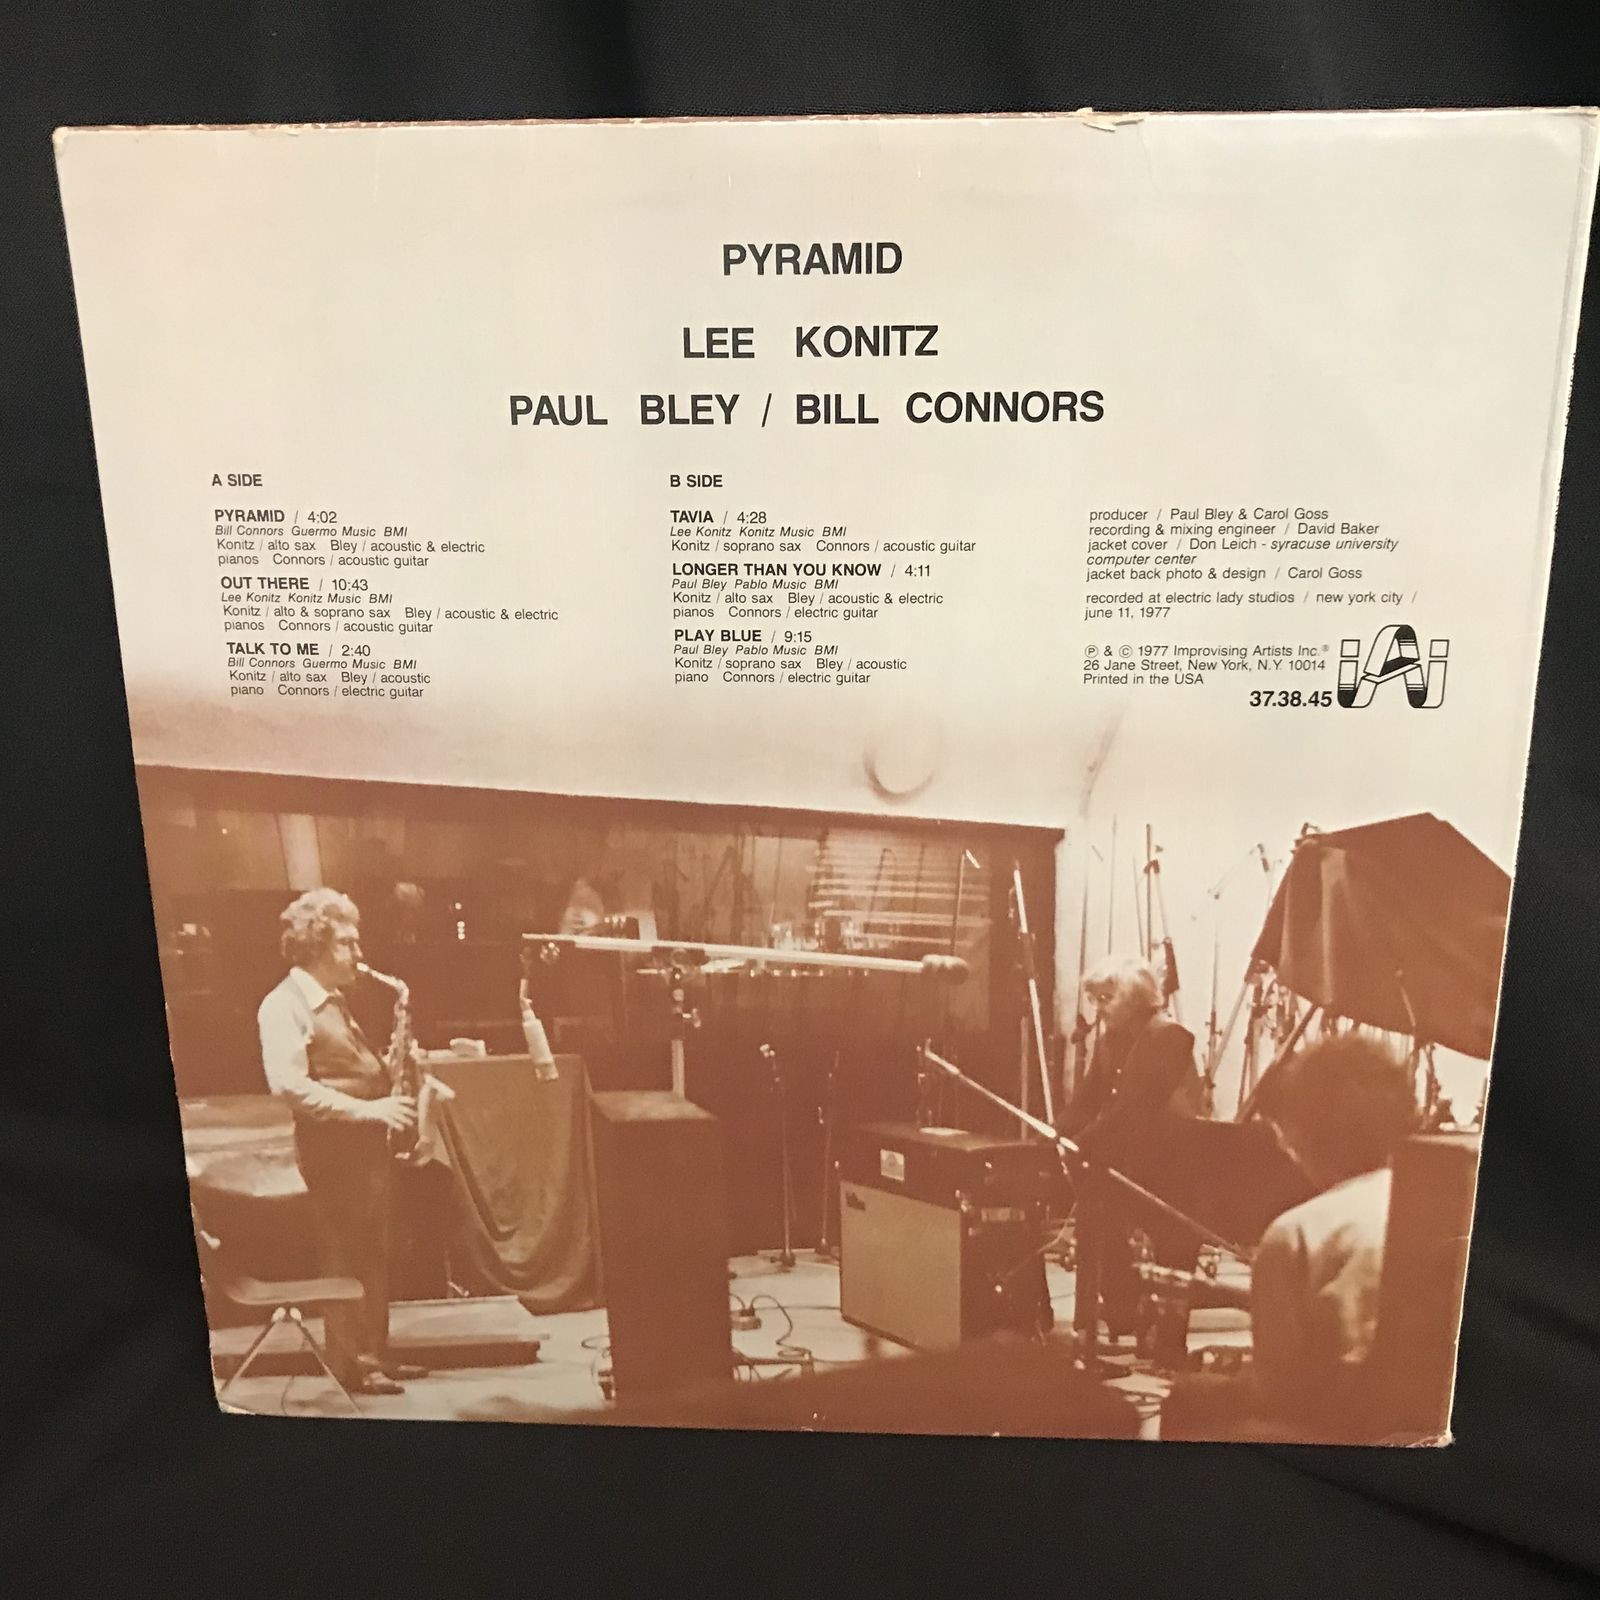 PYRAMID
LEE KONITZ
PAUL BLEY / BILL CONNORS
A SIDE
PYRAMID / 4:02
Bill Connors Guermo Music BMI
Konitz / alto sax Bley / acoustic & electric
pianos Connors / acoustic guitar
OUT THERE / 10:43
Lee Konitz Konitz Music BMI
Konitz / alto & soprano sax Bley / acoustic & electric
pianos Connors / acoustic guitar
TALK TO ME / 2:40
Bill Connors Guermo Music BMI
Konitz / alto sax Bley / acoustic
piano Connors / electric guitar
B SIDE
TAVIA / 4:28
Lee Konitz Konitz Music BMI
Konitz / soprano sax Connors / acoustic guitar
LONGER THAN YOU KNOW / 4:11
Paul Bley Pablo Music BMI
Konitz / alto sax Bley / acoustic & electric
pianos Connors / electric guitar
PLAY BLUE / 9:15
Paul Bley Pablo Music BMI
Konitz / soprano sax Bley / acoustic
piano Connors / electric guitar
producer / Paul Bley & Carol Goss
recording & mixing engineer / David Baker
jacket cover / Don Leich - syracuse university
computer center
jacket back photo & design / Carol Goss
recorded at electric lady studios / new york city /
june 11, 1977
℗ & © 1977 Improvising Artists Inc.®
26 Jane Street, New York, N.Y. 10014
Printed in the USA
37.38.45
iAi